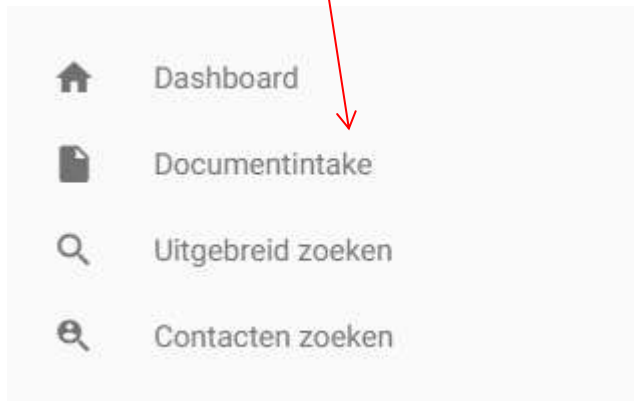 Dashboard
Documentintake
Uitgebreid zoeken
Contacten zoeken